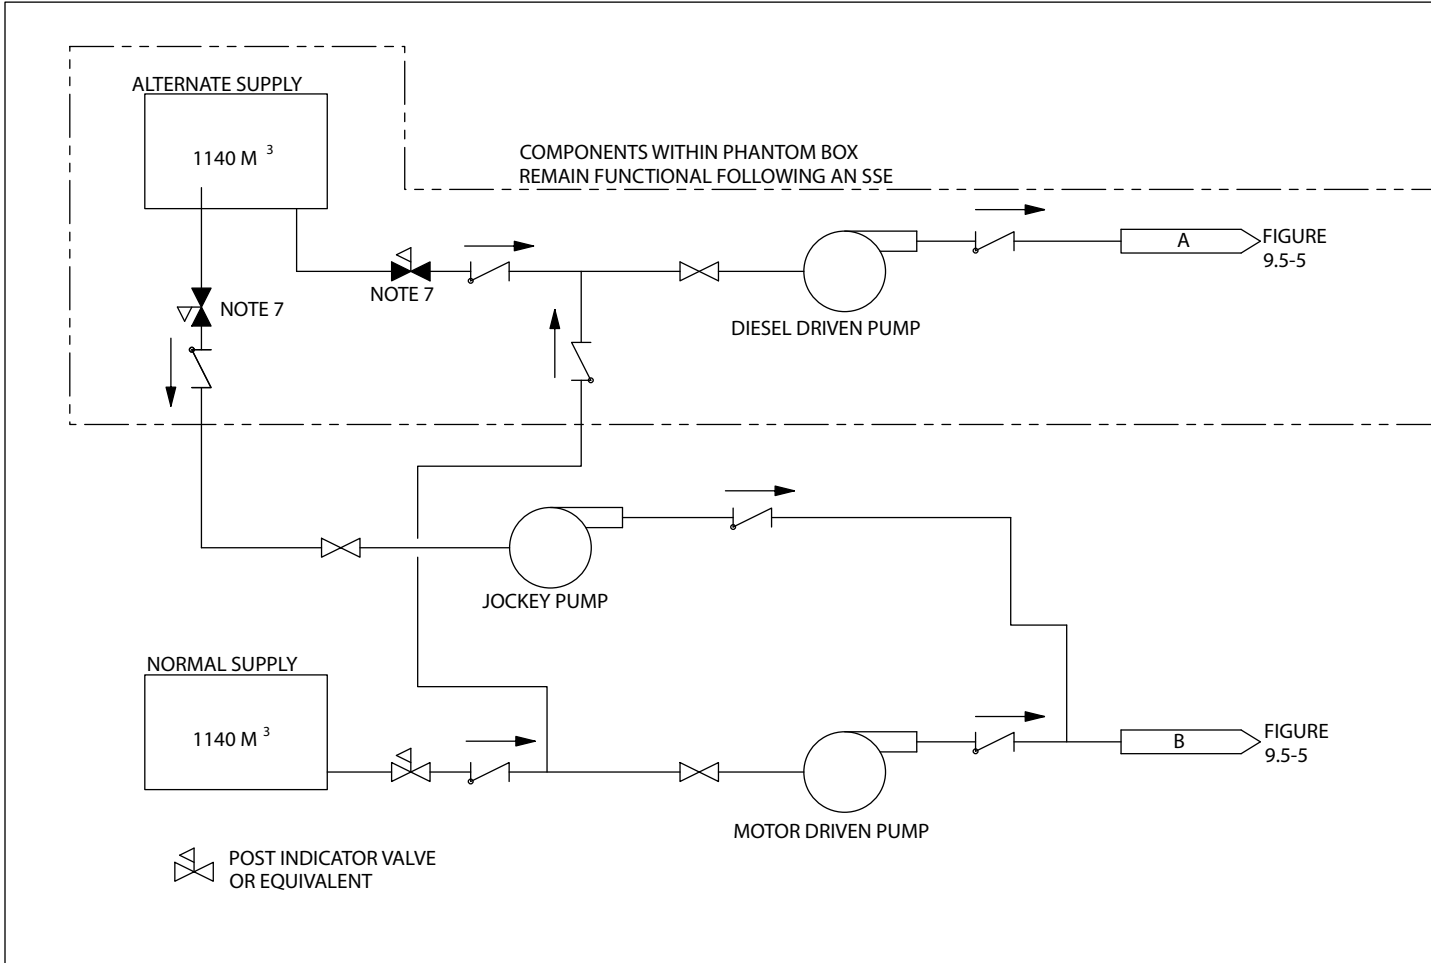 ALTERNATE SUPPLY
1140 M 3
COMPONENTS WITHIN PHANTOM BOX
REMAIN FUNCTIONAL FOLLOWING AN SSE
A
FIGURE
9.5-5
NOTE 7
NOTE 7
DIESEL DRIVEN PUMP
JOCKEY PUMP
NORMAL SUPPLY
1140 M 3
B
FIGURE
9.5-5
MOTOR DRIVEN PUMP
POST INDICATOR VALVE
OR EQUIVALENT